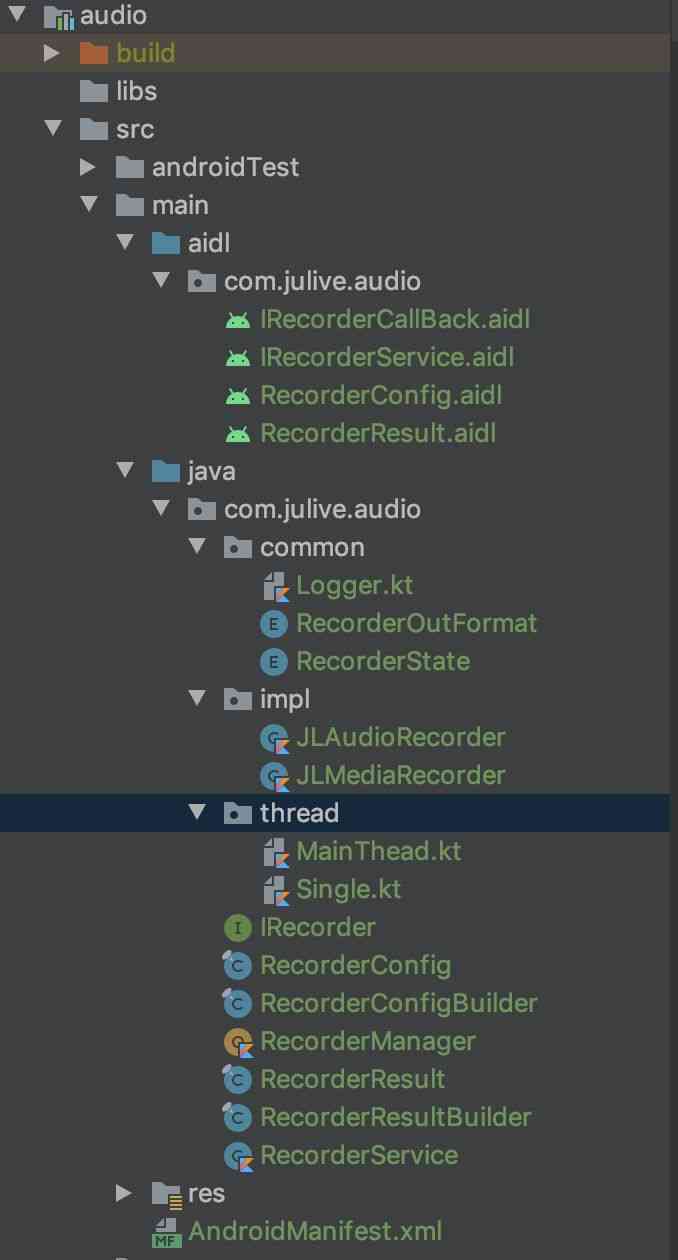 audio
build
libs
src
androidTest
main
aidl
com.julive.audio
IRecorderCallBack.aidl
IRecorderService.aidl
RecorderConfig.aidl
RecorderResult.aidl
java
com.julive.audio
common
Logger.kt
E RecorderOutFormat
E RecorderState
impl
C JLAudioRecorder
C JLMediaRecorder
thread
MainThead.kt
Single.kt
I IRecorder
C RecorderConfig
C RecorderConfigBuilder
RecorderManager
C RecorderResult
C RecorderResultBuilder
C RecorderService
res
MF AndroidManifest.xml